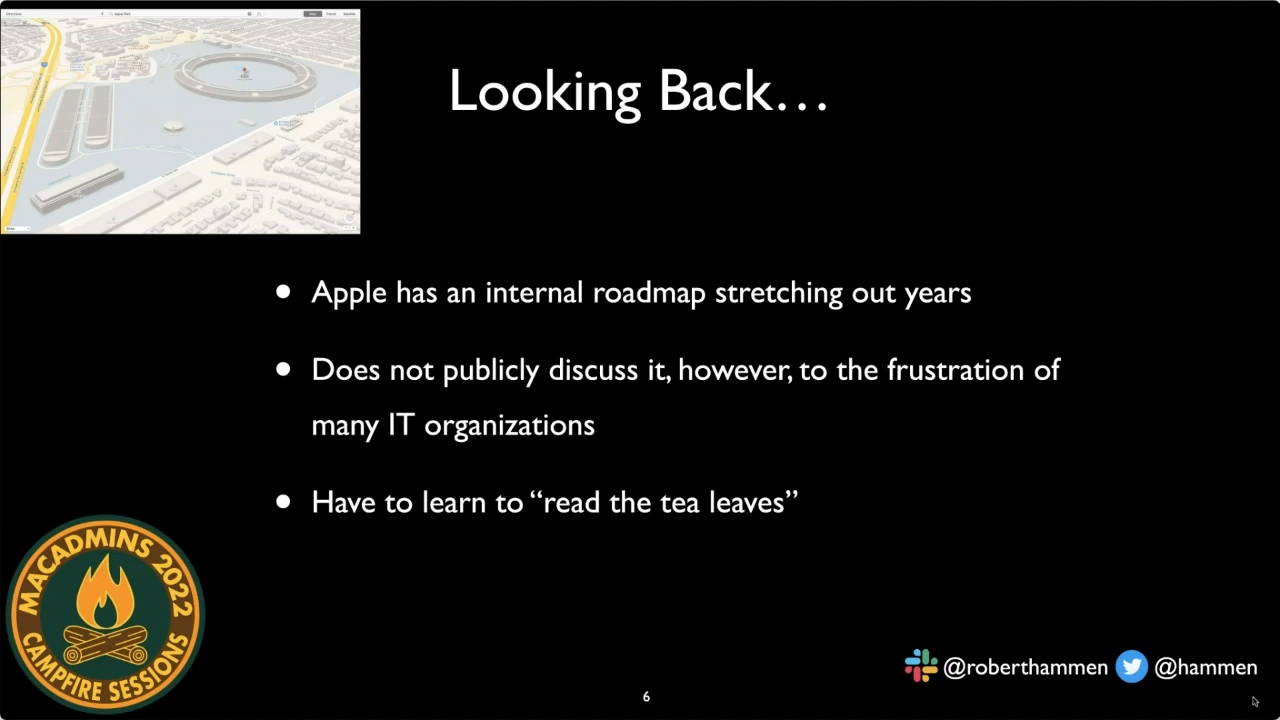 Looking Back…
• Apple has an internal roadmap stretching out years
• Does not publicly discuss it, however, to the frustration of
many IT organizations
• Have to learn to “read the tea leaves”
MACADMINS 2022
CAMPFIRE SESSIONS
@roberthammen @hammen
6